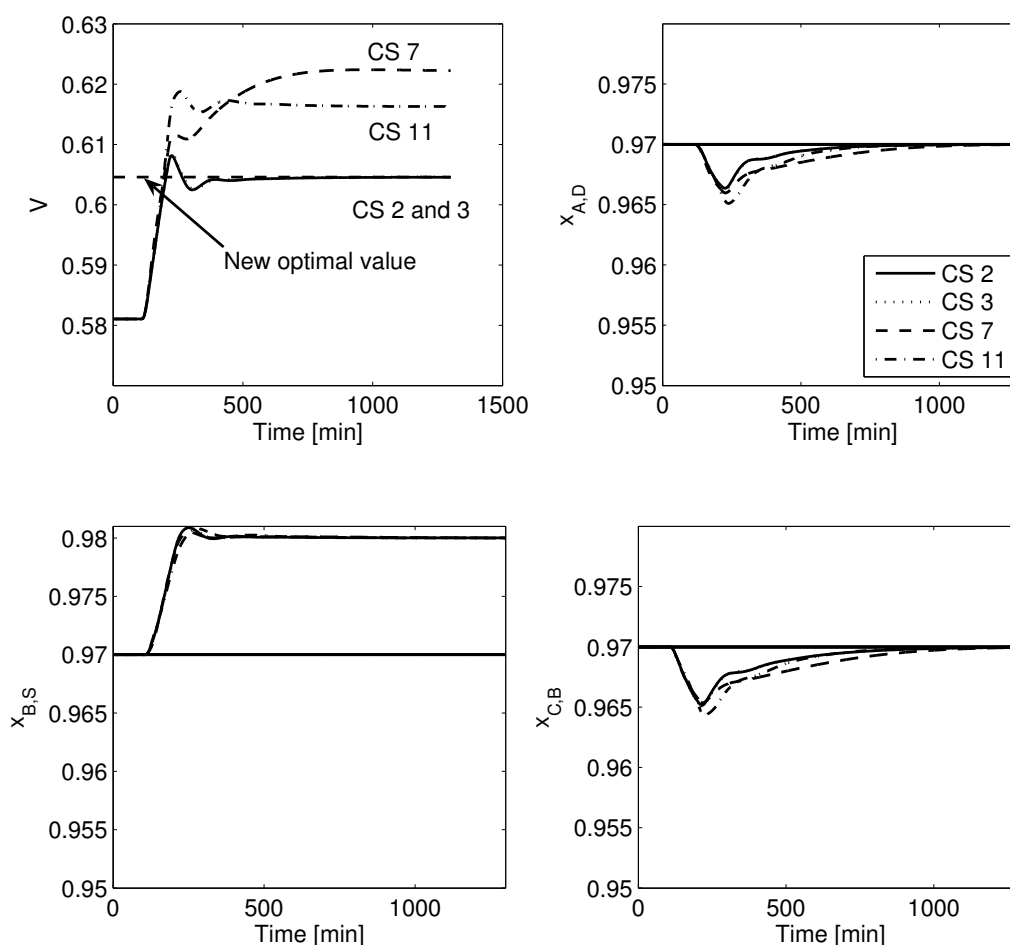 0.63
0.62
0.61
0.6
0.59
0.58
V
CS 7
CS 11
CS 2 and 3
New optimal value
0
500
1000
1500
Time [min]
0.975
0.97
0.965
0.96
0.955
0.95
x_{A,D}
CS 2
CS 3
CS 7
CS 11
0
500
1000
Time [min]
0.98
0.975
0.97
0.965
0.96
0.955
0.95
x_{B,S}
0
500
1000
Time [min]
0.975
0.97
0.965
0.96
0.955
0.95
x_{C,B}
0
500
1000
Time [min]